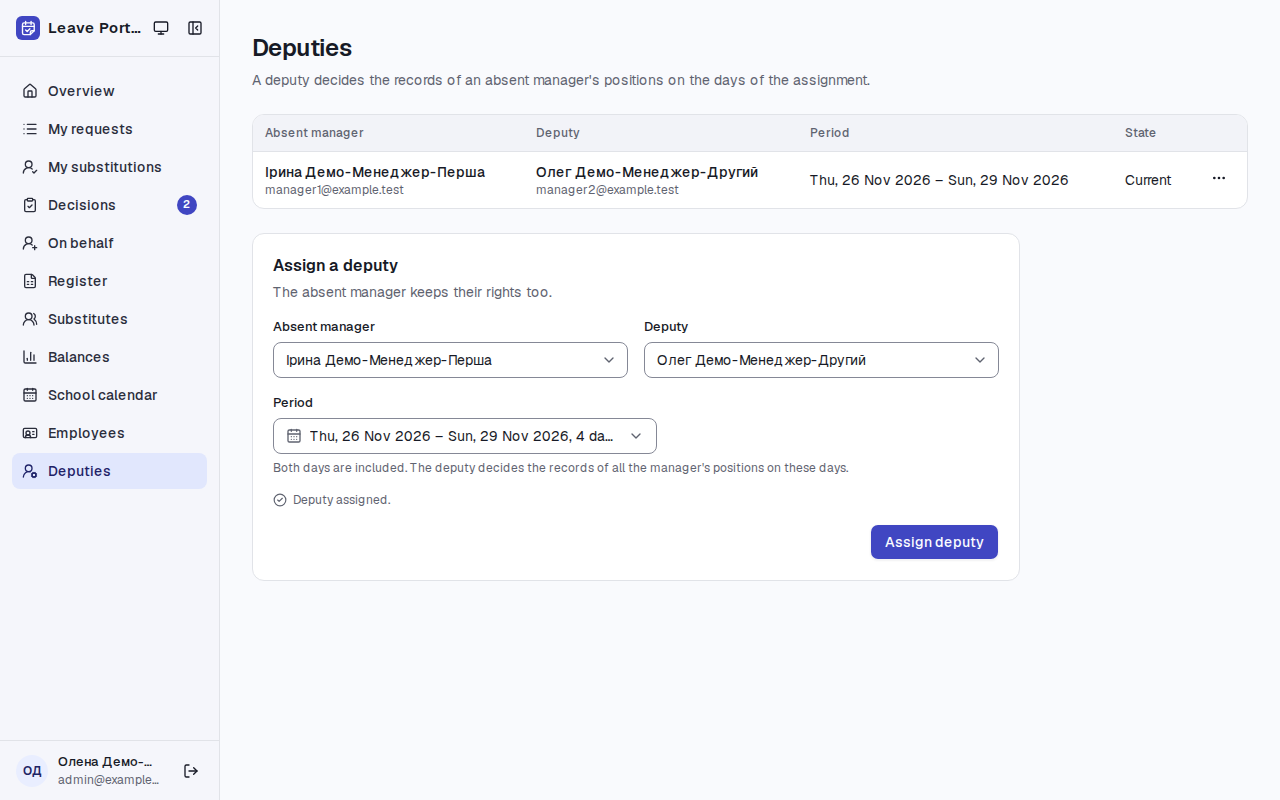 Leave Port...
Overview
My requests
My substitutions
Decisions 2
On behalf
Register
Substitutes
Balances
School calendar
Employees
Deputies
ОД
Олена Демо-...
admin@example...
Deputies
A deputy decides the records of an absent manager's positions on the days of the assignment.
Absent manager Deputy Period State
Ірина Демо-Менеджер-Перша Олег Демо-Менеджер-Другий Thu, 26 Nov 2026 – Sun, 29 Nov 2026 Current
manager1@example.test manager2@example.test
Assign a deputy
The absent manager keeps their rights too.
Absent manager Deputy
Ірина Демо-Менеджер-Перша Олег Демо-Менеджер-Другий
Period
Thu, 26 Nov 2026 – Sun, 29 Nov 2026, 4 da...
Both days are included. The deputy decides the records of all the manager's positions on these days.
Deputy assigned.
Assign deputy